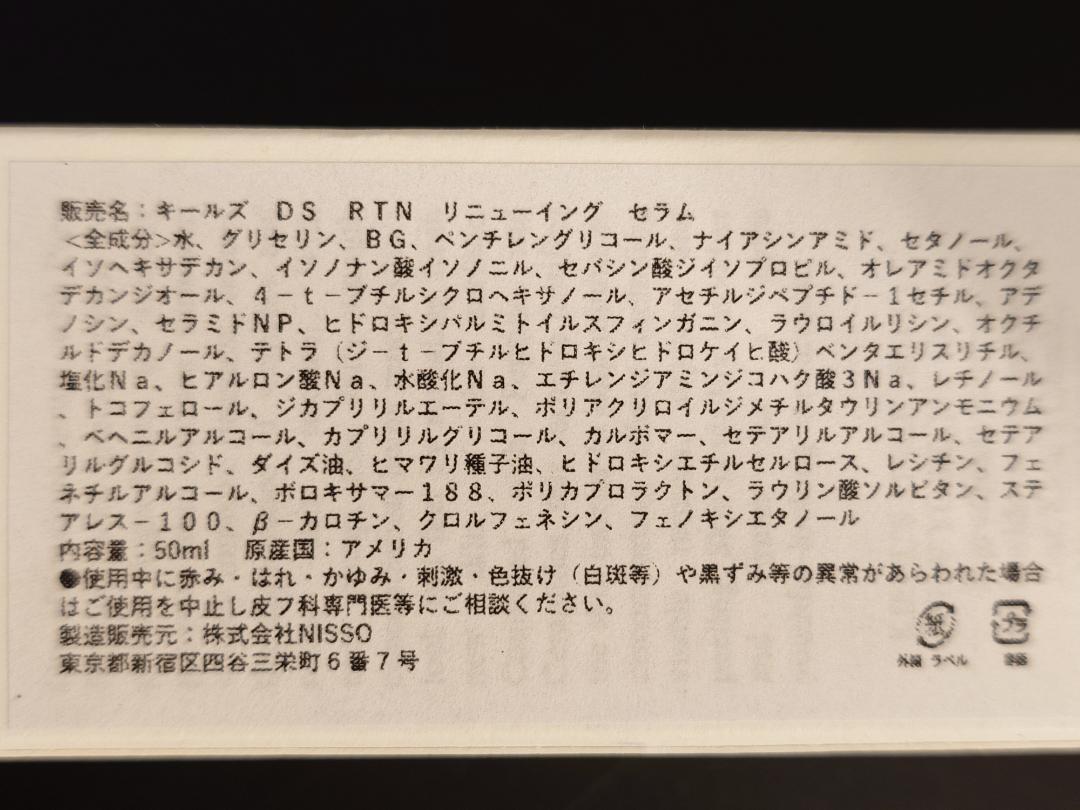 販売名：キールズ　ＤＳ　ＲＴＮ　リニューイング　セラム
＜全成分＞水、グリセリン、ＢＧ、ペンチレングリコール、ナイアシンアミド、セタノール、
イソヘキサデカン、イソノナン酸イソノニル、セバシン酸ジイソプロピル、オレアミドオクタ
デカンジオール、４－ｔ－ブチルシクロヘキサノール、アセチルジペプチド－１セチル、アデ
ノシン、セラミドＮＰ、ヒドロキシパルミトイルスフィンガニン、ラウロイルリシン、オクチ
ルドデカノール、テトラ（ジ－ｔ－ブチルヒドロキシヒドロケイヒ酸）ペンタエリスリチル、
塩化Ｎａ、ヒアルロン酸Ｎａ、水酸化Ｎａ、エチレンジアミンジコハク酸３Ｎａ、レチノール
、トコフェロール、ジカプリリルエーテル、ポリアクリロイルジメチルタウリンアンモニウム
、ベヘニルアルコール、カプリリルグリコール、カルボマー、セテアリルアルコール、セテア
リルグルコシド、ダイズ油、ヒマワリ種子油、ヒドロキシエチルセルロース、レシチン、フェ
ネチルアルコール、ポロキサマー１８８、ポリカプロラクトン、ラウリン酸ソルビタン、ステ
アレス－１００、β－カロチン、クロルフェネシン、フェノキシエタノール
内容量：50ml　原産国：アメリカ
●使用中に赤み・はれ・かゆみ・刺激・色抜け（白斑等）や黒ずみ等の異常があらわれた場合
はご使用を中止し皮フ科専門医等にご相談ください。
製造販売元：株式会社NISSO
東京都新宿区四谷三栄町６番７号
紙 プラ
外箱 ラベル 容器